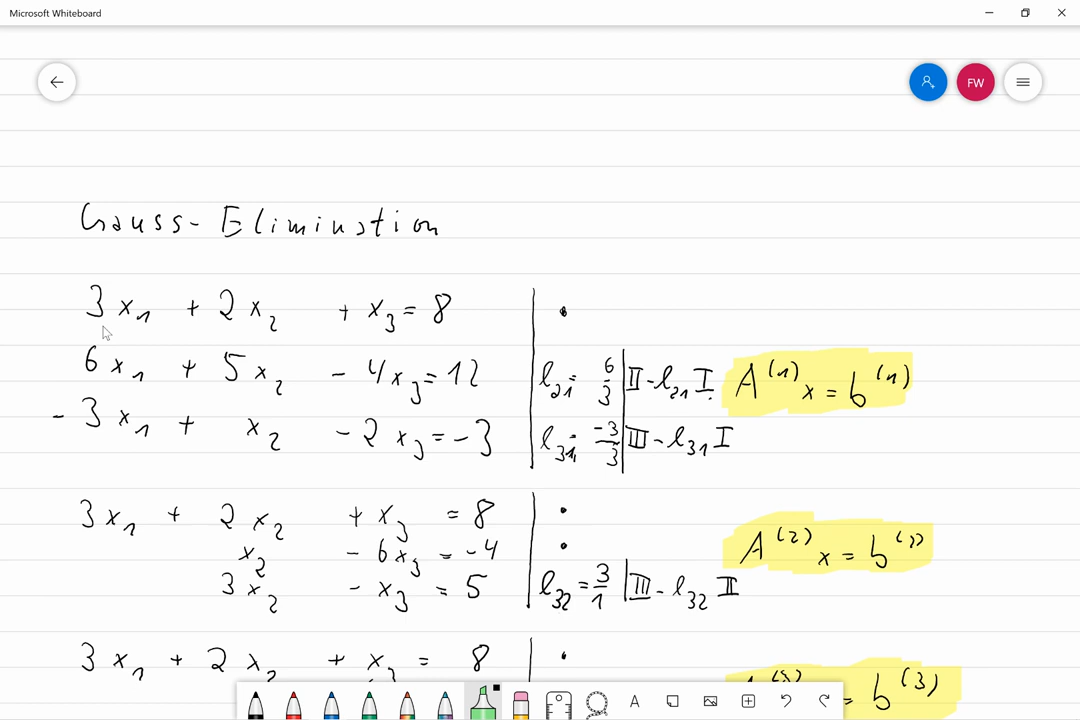 Microsoft Whiteboard
FW
Gauss-Elimination
3x₁ + 2x₂ + x₃ = 8 | •
6x₁ + 5x₂ - 4x₃ = 12 | l₂₁ = 6/3 | II - l₂₁ I A⁽¹⁾x = b⁽¹⁾
-3x₁ + x₂ - 2x₃ = -3 | l₃₁ = -3/3 | III - l₃₁ I
3x₁ + 2x₂ + x₃ = 8 | •
x₂ - 6x₃ = -4 | • A⁽²⁾x = b⁽²⁾
3x₂ - x₃ = 5 | l₃₂ = 3/1 | III - l₃₂ II
3x₁ + 2x₂ + x₃ = 8 | •
= b⁽³⁾
A